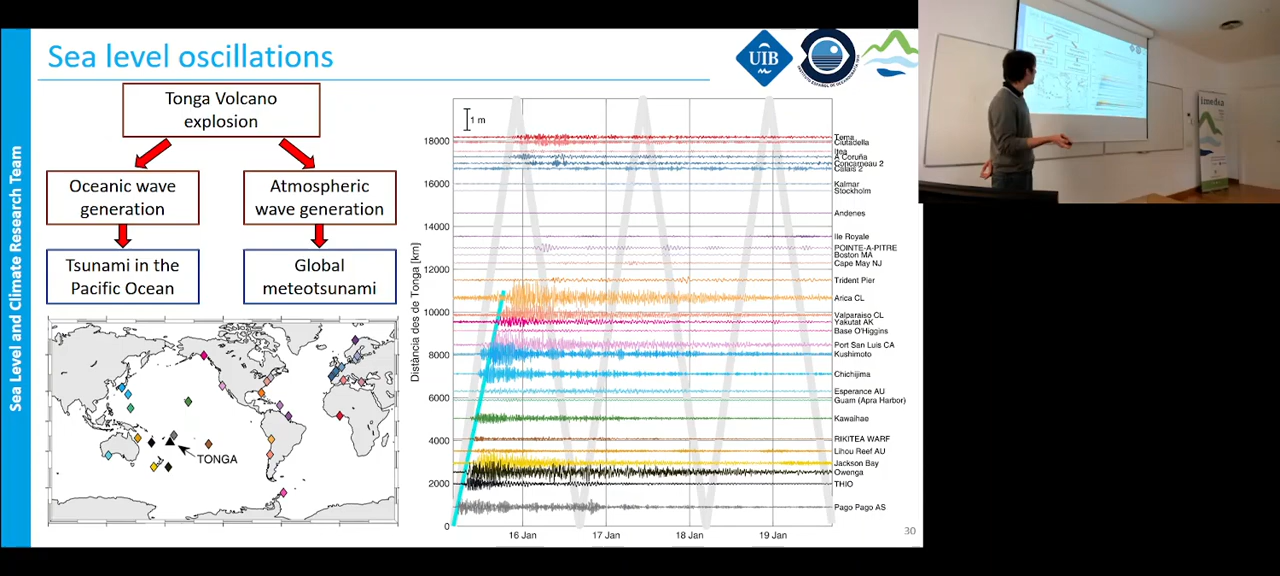 Sea level oscillations
UIB
Sea Level and Climate Research Team
Tonga Volcano
explosion
Oceanic wave
generation
Atmospheric
wave generation
Tsunami in the
Pacific Ocean
Global
meteotsunami
TONGA
Distància des de Tonga [km]
1 m
18000
16000
14000
12000
10000
8000
6000
4000
2000
0
16 Jan
17 Jan
18 Jan
19 Jan
Tema
Ciutadella
A Coruña
Concarneau 2
Calais 2
Kalmar
Stockholm
Andenes
Ile Royale
POINTE-A-PITRE
Boston MA
Cape May NJ
Trident Pier
Arica CL
Valparaiso CL
Yakutat AK
Base O'Higgins
Port San Luis CA
Kushimoto
Chichijima
Esperance AU
Guam (Apra Harbor)
Kawaihae
RIKITEA WARF
Lihou Reef AU
Jackson Bay
Owenga
THIO
Pago Pago AS
30
imedea